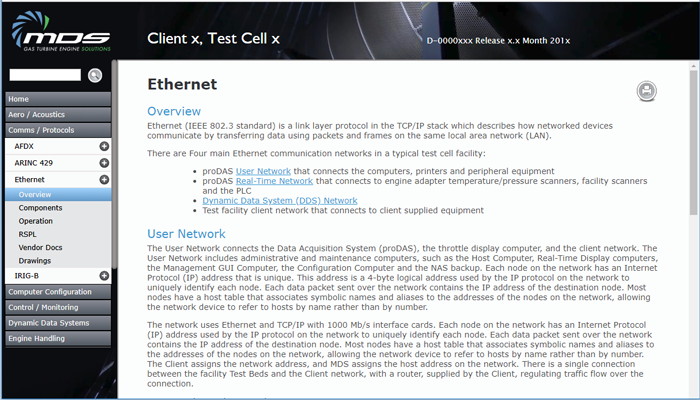 MDS
GAS TURBINE ENGINE SOLUTIONS
Client x, Test Cell x
D-0000xxx Release x.x Month 201x
Home
Aero / Acoustics
Comms / Protocols
AFDX
ARINC 429
Ethernet
Overview
Components
Operation
RSPL
Vendor Docs
Drawings
IRIG-B
Computer Configuration
Control / Monitoring
Dynamic Data Systems
Engine Handling
Ethernet
Overview
Ethernet (IEEE 802.3 standard) is a link layer protocol in the TCP/IP stack which describes how networked devices
communicate by transferring data using packets and frames on the same local area network (LAN).
There are Four main Ethernet communication networks in a typical test cell facility:
• proDAS User Network that connects the computers, printers and peripheral equipment
• proDAS Real-Time Network that connects to engine adapter temperature/pressure scanners, facility scanners
and the PLC
• Dynamic Data System (DDS) Network
• Test facility client network that connects to client supplied equipment
User Network
The User Network connects the Data Acquisition System (proDAS), the throttle display computer, and the client network. The
User Network includes administrative and maintenance computers, such as the Host Computer, Real-Time Display computers,
the Management GUI Computer, the Configuration Computer and the NAS backup. Each node on the network has an Internet
Protocol (IP) address that is unique. This address is a 4-byte logical address used by the IP protocol on the network to
uniquely identify each node. Each data packet sent over the network contains the IP address of the destination node. Most
nodes have a host table that associates symbolic names and aliases to the addresses of the nodes on the network, allowing
the network device to refer to hosts by name rather than by number.
The network uses Ethernet and TCP/IP with 1000 Mb/s interface cards. Each node on the network has an Internet Protocol
(IP) address used by the IP protocol on the network to uniquely identify each node. Each data packet sent over the network
contains the IP address of the destination node. Most nodes have a host table that associates symbolic names and aliases to
the addresses of the nodes on the network, allowing the network device to refer to hosts by name rather than by number.
The Client assigns the network address, and MDS assigns the host address on the network. There is a single connection
between the facility Test Beds and the Client network, with a router, supplied by the Client, regulating traffic flow over the
connection.